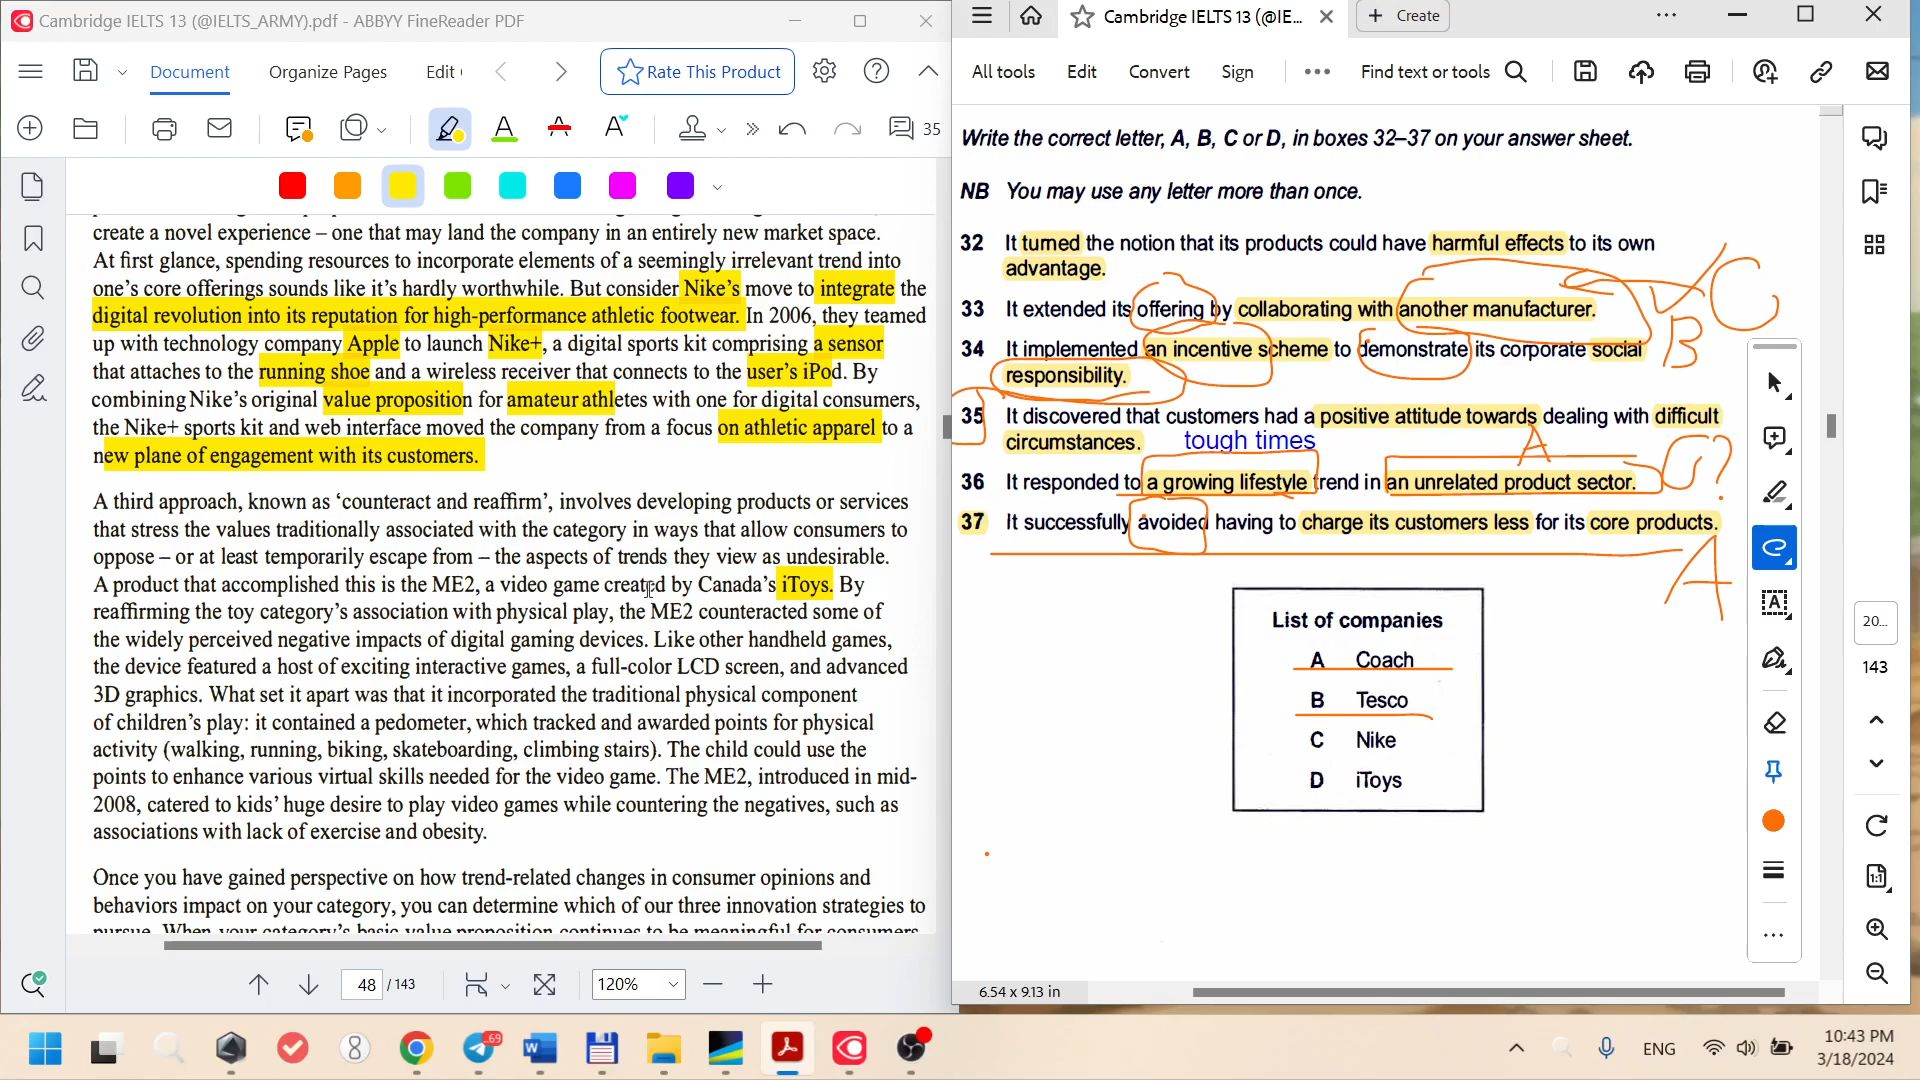 Cambridge IELTS 13 (@IELTS_ARMY).pdf - ABBYY FineReader PDF
Document
Organize Pages
Edit
Rate This Product
35
create a novel experience – one that may land the company in an entirely new market space.
At first glance, spending resources to incorporate elements of a seemingly irrelevant trend into
one's core offerings sounds like it's hardly worthwhile. But consider Nike's move to integrate the
digital revolution into its reputation for high-performance athletic footwear. In 2006, they teamed
up with technology company Apple to launch Nike+, a digital sports kit comprising a sensor
that attaches to the running shoe and a wireless receiver that connects to the user's iPod. By
combining Nike's original value proposition for amateur athletes with one for digital consumers,
the Nike+ sports kit and web interface moved the company from a focus on athletic apparel to a
new plane of engagement with its customers.
A third approach, known as 'counteract and reaffirm', involves developing products or services
that stress the values traditionally associated with the category in ways that allow consumers to
oppose – or at least temporarily escape from – the aspects of trends they view as undesirable.
A product that accomplished this is the ME2, a video game created by Canada's iToys. By
reaffirming the toy category's association with physical play, the ME2 counteracted some of
the widely perceived negative impacts of digital gaming devices. Like other handheld games,
the device featured a host of exciting interactive games, a full-color LCD screen, and advanced
3D graphics. What set it apart was that it incorporated the traditional physical component
of children's play: it contained a pedometer, which tracked and awarded points for physical
activity (walking, running, biking, skateboarding, climbing stairs). The child could use the
points to enhance various virtual skills needed for the video game. The ME2, introduced in mid-
2008, catered to kids' huge desire to play video games while countering the negatives, such as
associations with lack of exercise and obesity.
Once you have gained perspective on how trend-related changes in consumer opinions and
behaviors impact on your category, you can determine which of our three innovation strategies to
pursue. When your category's basic value proposition continues to be meaningful for consumers
48 / 143
120%
Cambridge IELTS 13 (@IE...
Create
All tools
Edit
Convert
Sign
Find text or tools
Write the correct letter, A, B, C or D, in boxes 32–37 on your answer sheet.
NB You may use any letter more than once.
32 It turned the notion that its products could have harmful effects to its own
advantage.
C
33 It extended its offering by collaborating with another manufacturer.
B
34 It implemented an incentive scheme to demonstrate its corporate social
responsibility.
35 It discovered that customers had a positive attitude towards dealing with difficult
circumstances. tough times
A
36 It responded to a growing lifestyle trend in an unrelated product sector.
?
37 It successfully avoided having to charge its customers less for its core products.
A
List of companies
A Coach
B Tesco
C Nike
D iToys
20...
143
1:1
6.54 x 9.13 in
69
ENG
10:43 PM
3/18/2024